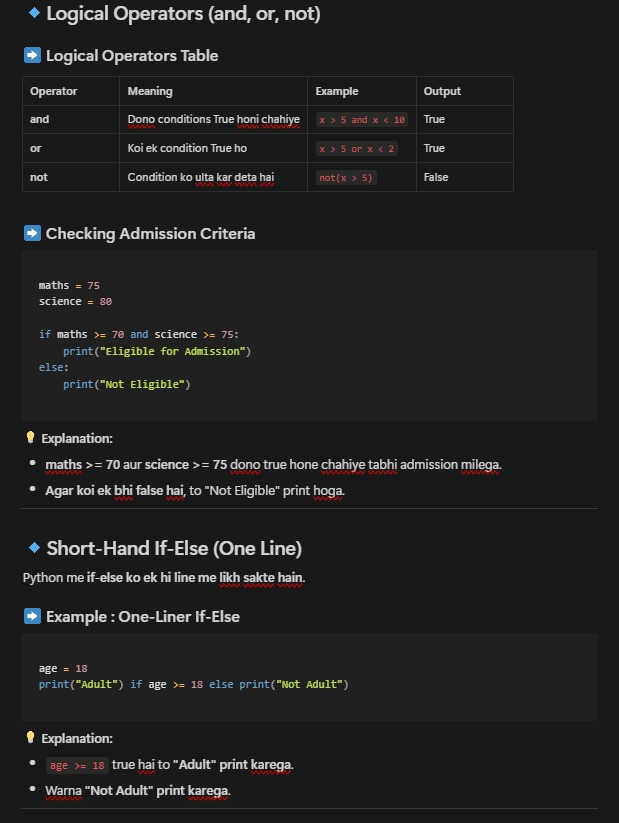 🔹 Logical Operators (and, or, not)
➡️ Logical Operators Table
Operator Meaning Example Output
and Dono conditions True honi chahiye x > 5 and x < 10 True
or Koi ek condition True ho x > 5 or x < 2 True
not Condition ko ulta kar deta hai not(x > 5) False
➡️ Checking Admission Criteria
maths = 75
science = 80
if maths >= 70 and science >= 75:
    print("Eligible for Admission")
else:
    print("Not Eligible")
💡 Explanation:
• maths >= 70 aur science >= 75 dono true hone chahiye tabhi admission milega.
• Agar koi ek bhi false hai, to "Not Eligible" print hoga.
🔹 Short-Hand If-Else (One Line)
Python me if-else ko ek hi line me likh sakte hain.
➡️ Example : One-Liner If-Else
age = 18
print("Adult") if age >= 18 else print("Not Adult")
💡 Explanation:
• age >= 18 true hai to "Adult" print karega.
• Warna "Not Adult" print karega.